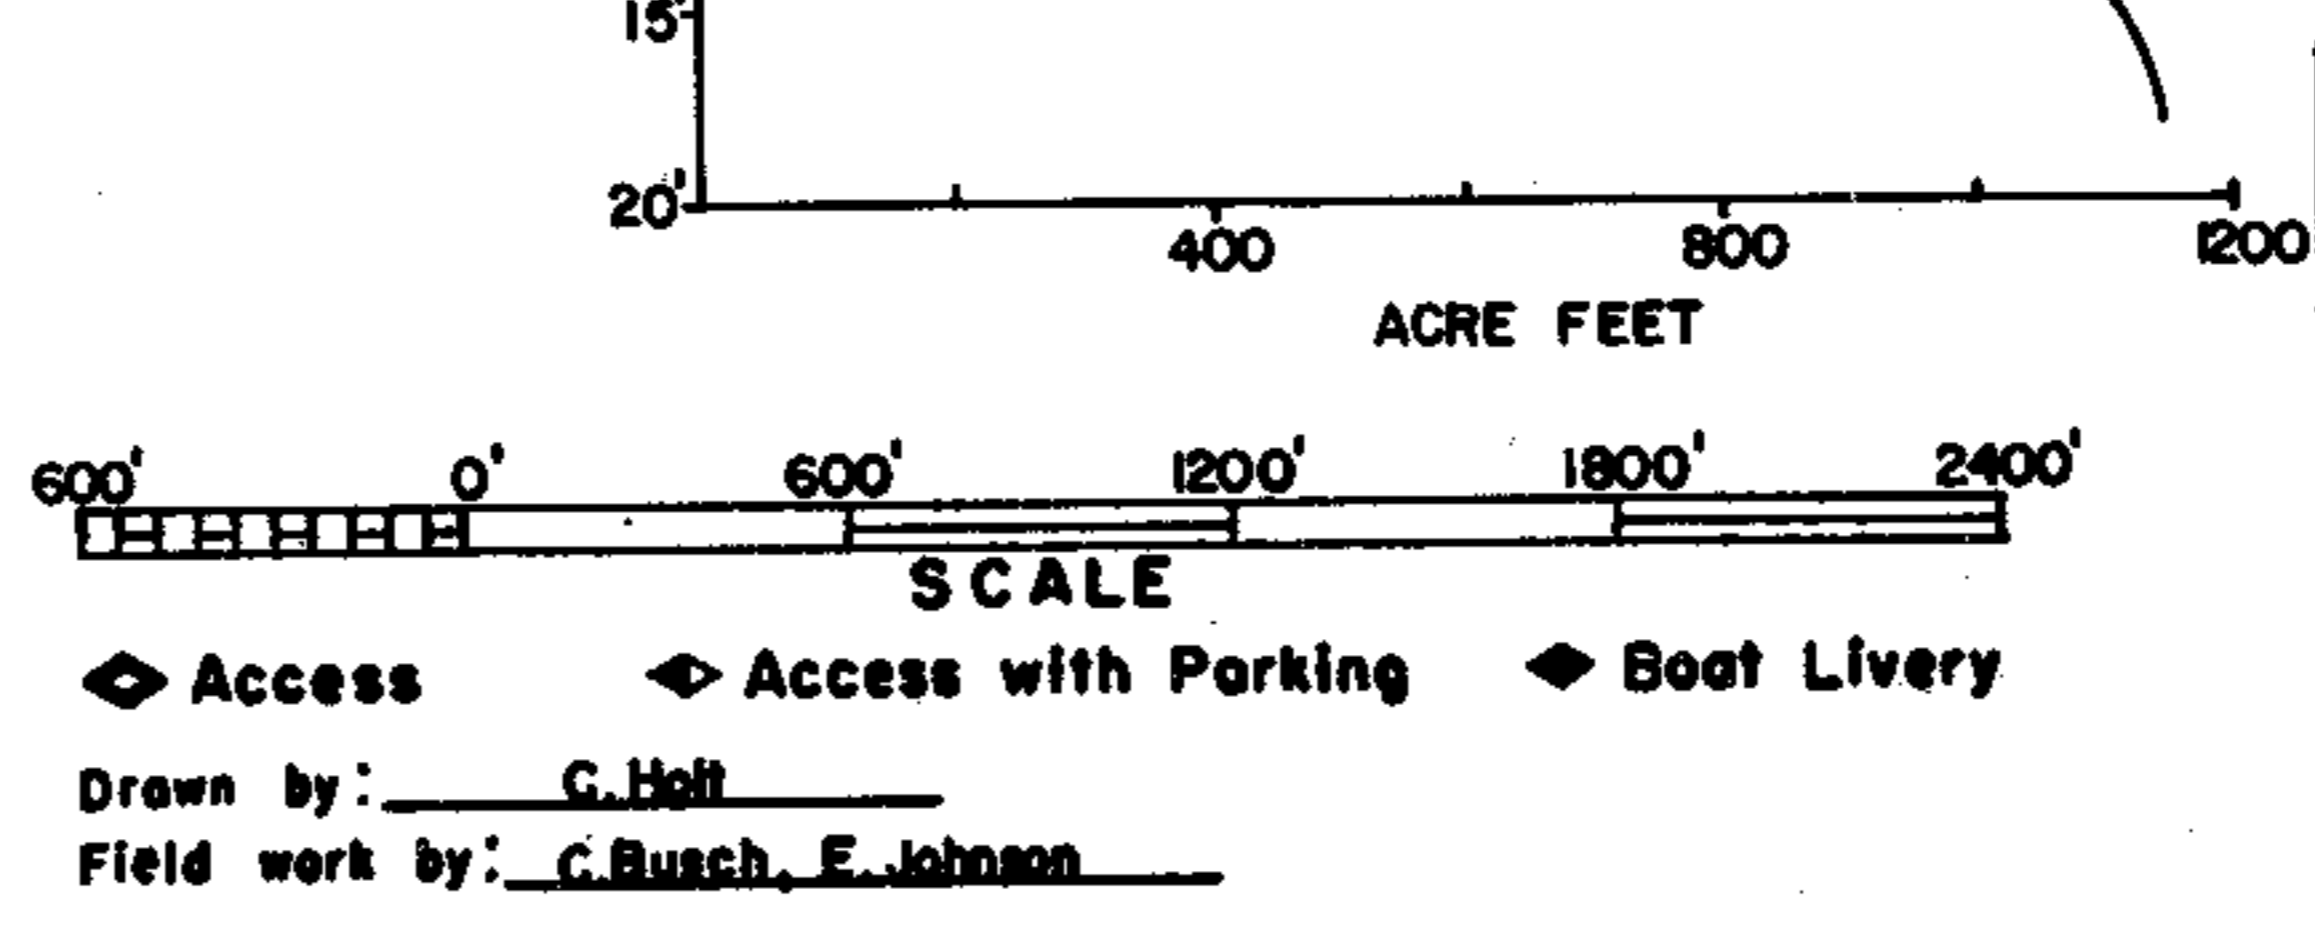 15'
20'
400 800 1200
ACRE FEET
600' 0' 600' 1200' 1800' 2400'
SCALE
Access Access with Parking Boat Livery
Drawn by: C. Holt
Field work by: C. Busch, E. Johnson